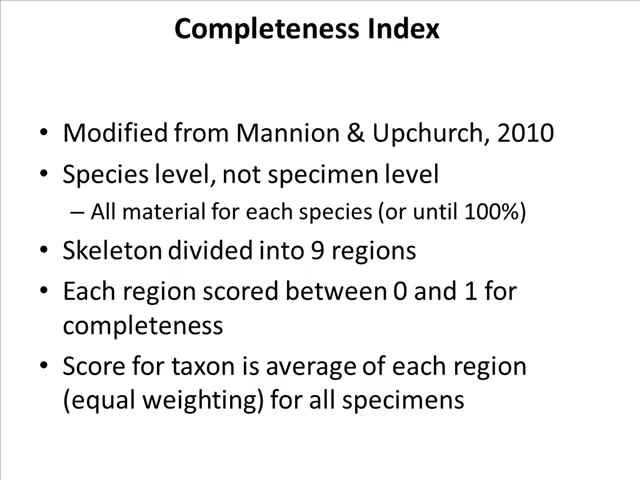 Completeness Index
• Modified from Mannion & Upchurch, 2010
• Species level, not specimen level
– All material for each species (or until 100%)
• Skeleton divided into 9 regions
• Each region scored between 0 and 1 for
completeness
• Score for taxon is average of each region
(equal weighting) for all specimens